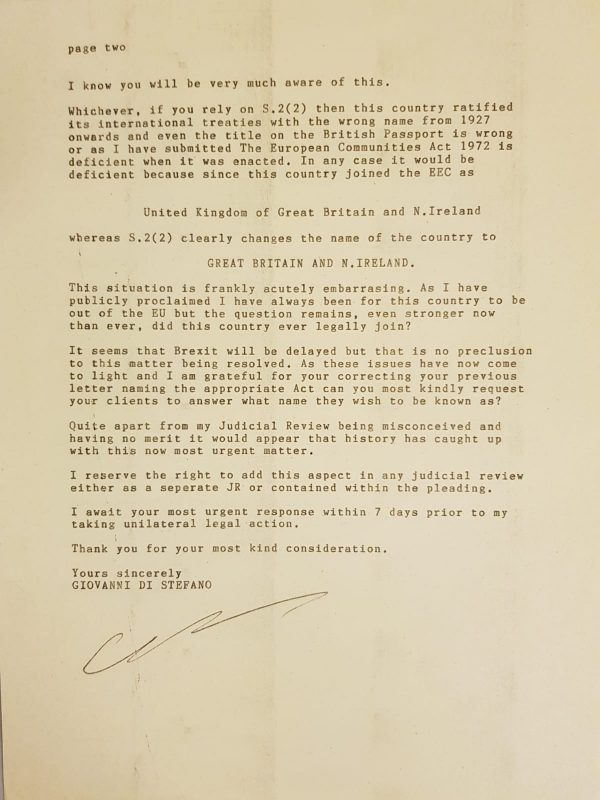 page two
I know you will be very much aware of this.
Whichever, if you rely on S.2(2) then this country ratified
its international treaties with the wrong name from 1927
onwards and even the title on the British Passport is wrong
or as I have submitted The European Communities Act 1972 is
deficient when it was enacted. In any case it would be
deficient because since this country joined the EEC as
United Kingdom of Great Britain and N.Ireland
whereas S.2(2) clearly changes the name of the country to
GREAT BRITAIN AND N.IRELAND.
This situation is frankly acutely embarrasing. As I have
publicly proclaimed I have always been for this country to be
out of the EU but the question remains, even stronger now
than ever, did this country ever legally join?
It seems that Brexit will be delayed but that is no preclusion
to this matter being resolved. As these issues have now come
to light and I am grateful for your correcting your previous
letter naming the appropriate Act can you most kindly request
your clients to answer what name they wish to be known as?
Quite apart from my Judicial Review being misconceived and
having no merit it would appear that history has caught up
with this now most urgent matter.
I reserve the right to add this aspect in any judicial review
either as a seperate JR or contained within the pleading.
I await your most urgent response within 7 days prior to my
taking unilateral legal action.
Thank you for your most kind consideration.
Yours sincerely
GIOVANNI DI STEFANO